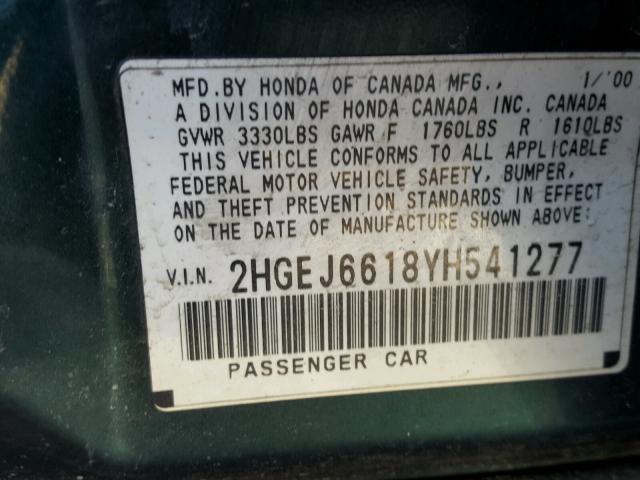 MFD.BY HONDA OF CANADA MFG., 1/'00
A DIVISION OF HONDA CANADA INC. CANADA
GVWR 3330LBS GAWR F 1760LBS R 1610LBS
THIS VEHICLE CONFORMS TO ALL APPLICABLE
FEDERAL MOTOR VEHICLE SAFETY, BUMPER,
AND THEFT PREVENTION STANDARDS IN EFFECT
ON THE DATE OF MANUFACTURE SHOWN ABOVE:
V.I.N. 2HGEJ6618YH541277
PASSENGER CAR